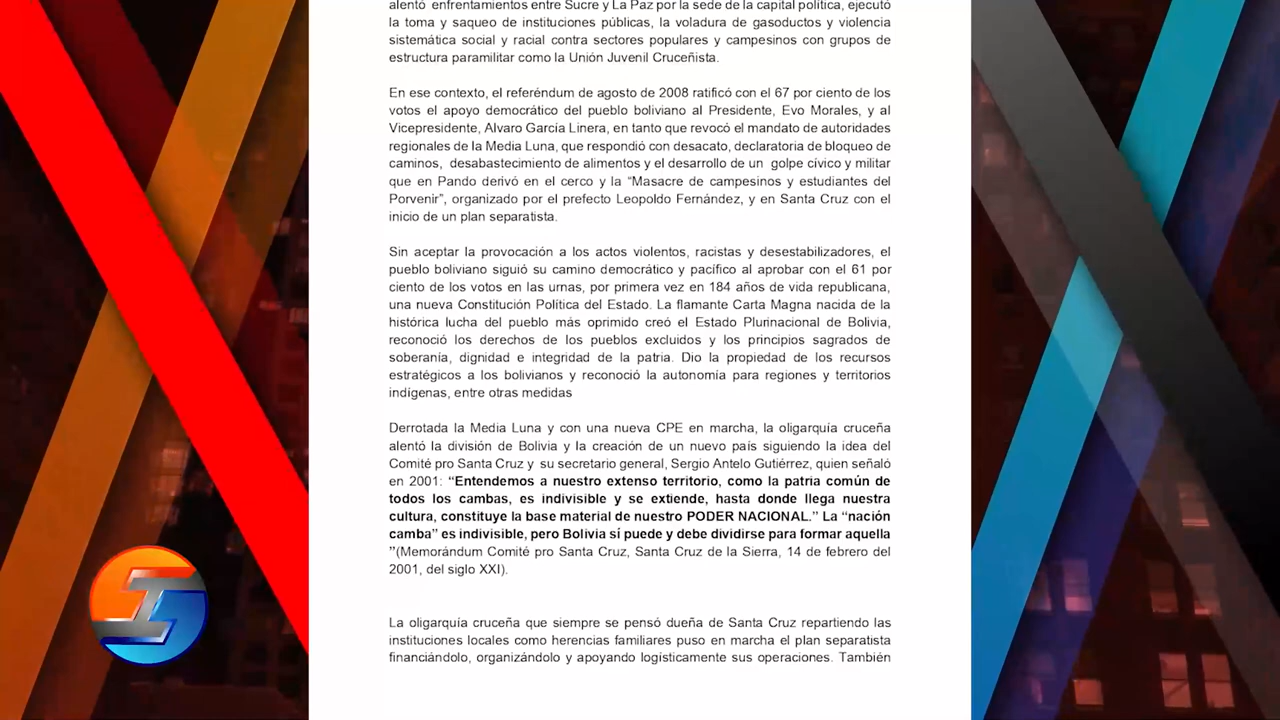 alentó enfrentamientos entre Sucre y La Paz por la sede de la capital política, ejecutó
la toma y saqueo de instituciones públicas, la voladura de gasoductos y violencia
sistemática social y racial contra sectores populares y campesinos con grupos de
estructura paramilitar como la Unión Juvenil Cruceñista.
En ese contexto, el referéndum de agosto de 2008 ratificó con el 67 por ciento de los
votos el apoyo democrático del pueblo boliviano al Presidente, Evo Morales, y al
Vicepresidente, Alvaro García Linera, en tanto que revocó el mandato de autoridades
regionales de la Media Luna, que respondió con desacato, declaratoria de bloqueo de
caminos, desabastecimiento de alimentos y el desarrollo de un golpe cívico y militar
que en Pando derivó en el cerco y la “Masacre de campesinos y estudiantes del
Porvenir”, organizado por el prefecto Leopoldo Fernández, y en Santa Cruz con el
inicio de un plan separatista.
Sin aceptar la provocación a los actos violentos, racistas y desestabilizadores, el
pueblo boliviano siguió su camino democrático y pacífico al aprobar con el 61 por
ciento de los votos en las urnas, por primera vez en 184 años de vida republicana,
una nueva Constitución Política del Estado. La flamante Carta Magna nacida de la
histórica lucha del pueblo más oprimido creó el Estado Plurinacional de Bolivia,
reconoció los derechos de los pueblos excluidos y los principios sagrados de
soberanía, dignidad e integridad de la patria. Dio la propiedad de los recursos
estratégicos a los bolivianos y reconoció la autonomía para regiones y territorios
indígenas, entre otras medidas
Derrotada la Media Luna y con una nueva CPE en marcha, la oligarquía cruceña
alentó la división de Bolivia y la creación de un nuevo país siguiendo la idea del
Comité pro Santa Cruz y su secretario general, Sergio Antelo Gutiérrez, quien señaló
en 2001: “Entendemos a nuestro extenso territorio, como la patria común de
todos los cambas, es indivisible y se extiende, hasta donde llega nuestra
cultura, constituye la base material de nuestro PODER NACIONAL.” La “nación
camba” es indivisible, pero Bolivia sí puede y debe dividirse para formar aquella
”(Memorándum Comité pro Santa Cruz, Santa Cruz de la Sierra, 14 de febrero del
2001, del siglo XXI).
La oligarquía cruceña que siempre se pensó dueña de Santa Cruz repartiendo las
instituciones locales como herencias familiares puso en marcha el plan separatista
financiándolo, organizándolo y apoyando logísticamente sus operaciones. También